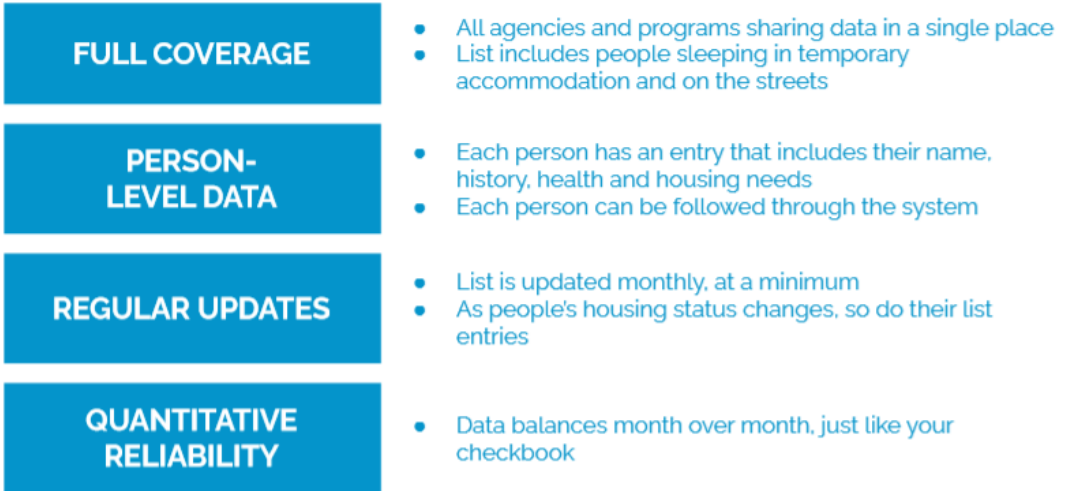 FULL COVERAGE
• All agencies and programs sharing data in a single place
• List includes people sleeping in temporary
accommodation and on the streets
PERSON-
LEVEL DATA
• Each person has an entry that includes their name,
history, health and housing needs
• Each person can be followed through the system
REGULAR UPDATES
• List is updated monthly, at a minimum
• As people's housing status changes, so do their list
entries
QUANTITATIVE
RELIABILITY
• Data balances month over month, just like your
checkbook